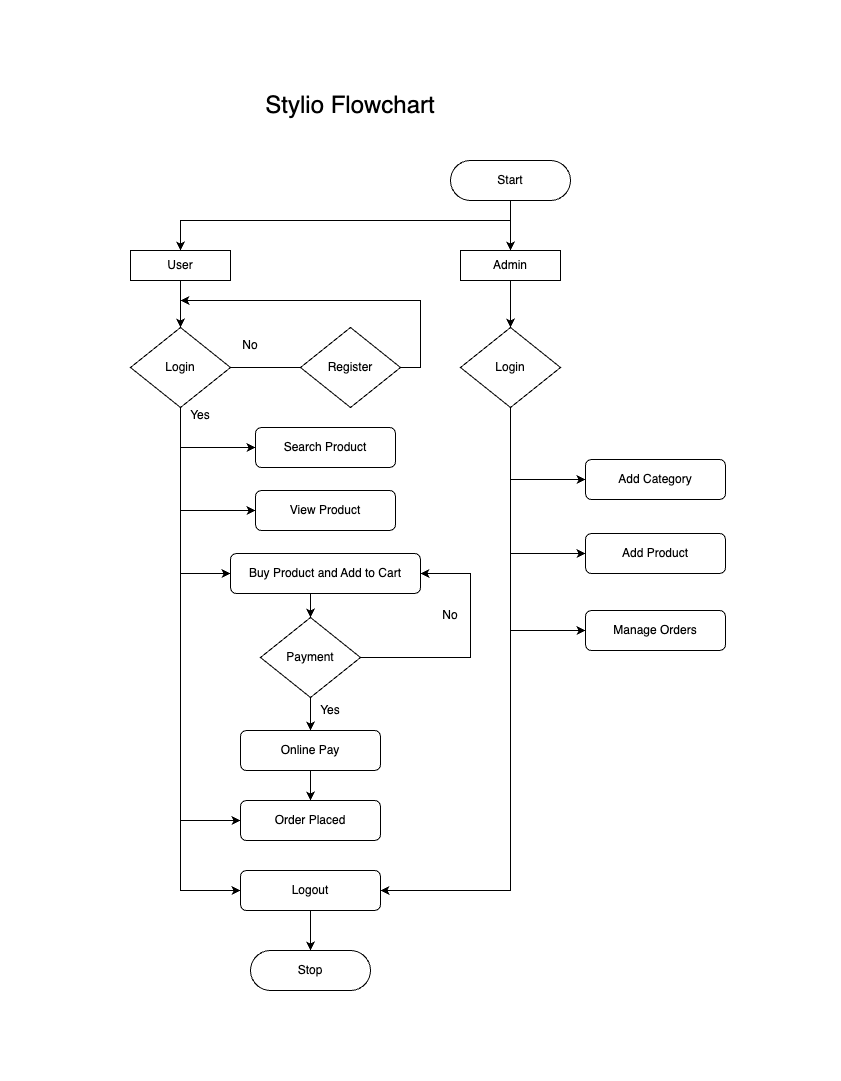 Stylio Flowchart
Start
User
Admin
No
Login
Register
Login
Yes
Search Product
Add Category
View Product
Add Product
Buy Product and Add to Cart
No
Manage Orders
Payment
Yes
Online Pay
Order Placed
Logout
Stop